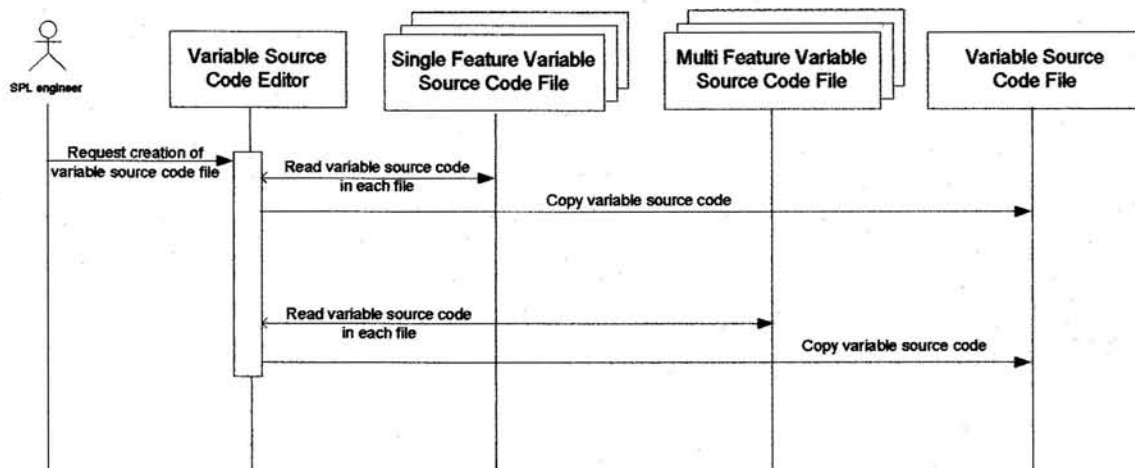 SPL engineer
Variable Source
Code Editor
Single Feature Variable
Source Code File
Multi Feature Variable
Source Code File
Variable Source
Code File
Request creation of
variable source code file
Read variable source code
in each file
Copy variable source code
Read variable source code
in each file
Copy variable source code